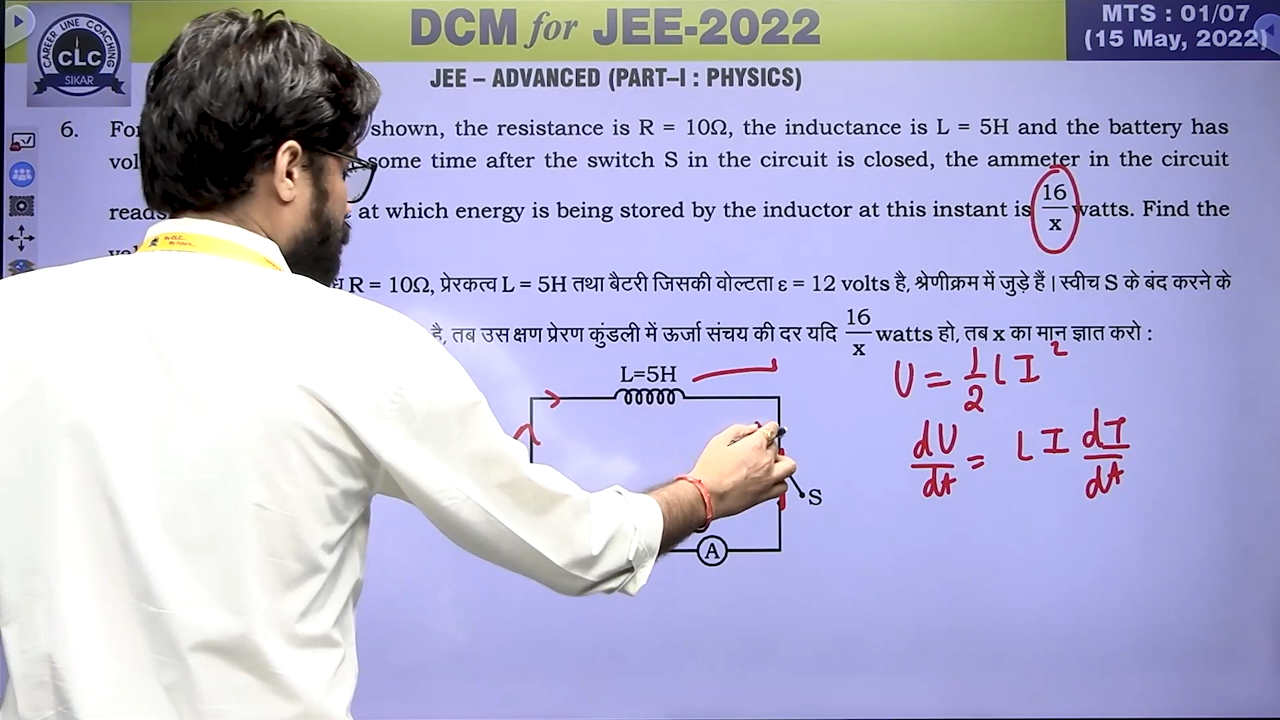 DCM for JEE-2022
MTS : 01/07
(15 May, 2022)
CAREER LINE COACHING
CLC
SIKAR
JEE – ADVANCED (PART–I : PHYSICS)
6. shown, the resistance is R = 10Ω, the inductance is L = 5H and the battery has
some time after the switch S in the circuit is closed, the ammeter in the circuit
reads at which energy is being stored by the inductor at this instant is 16/x watts. Find the
R = 10Ω, प्रेरकत्व L = 5H तथा बैटरी जिसकी वोल्टता ε = 12 volts है, श्रेणीक्रम में जुड़े हैं। स्वीच S के बंद करने के
है, तब उस क्षण प्रेरण कुंडली में ऊर्जा संचय की दर यदि 16/x watts हो, तब x का मान ज्ञात करो :
L=5H
U = 1/2 L I²
dU/dt = L I dI/dt
S
A
My CLC..
My Future..